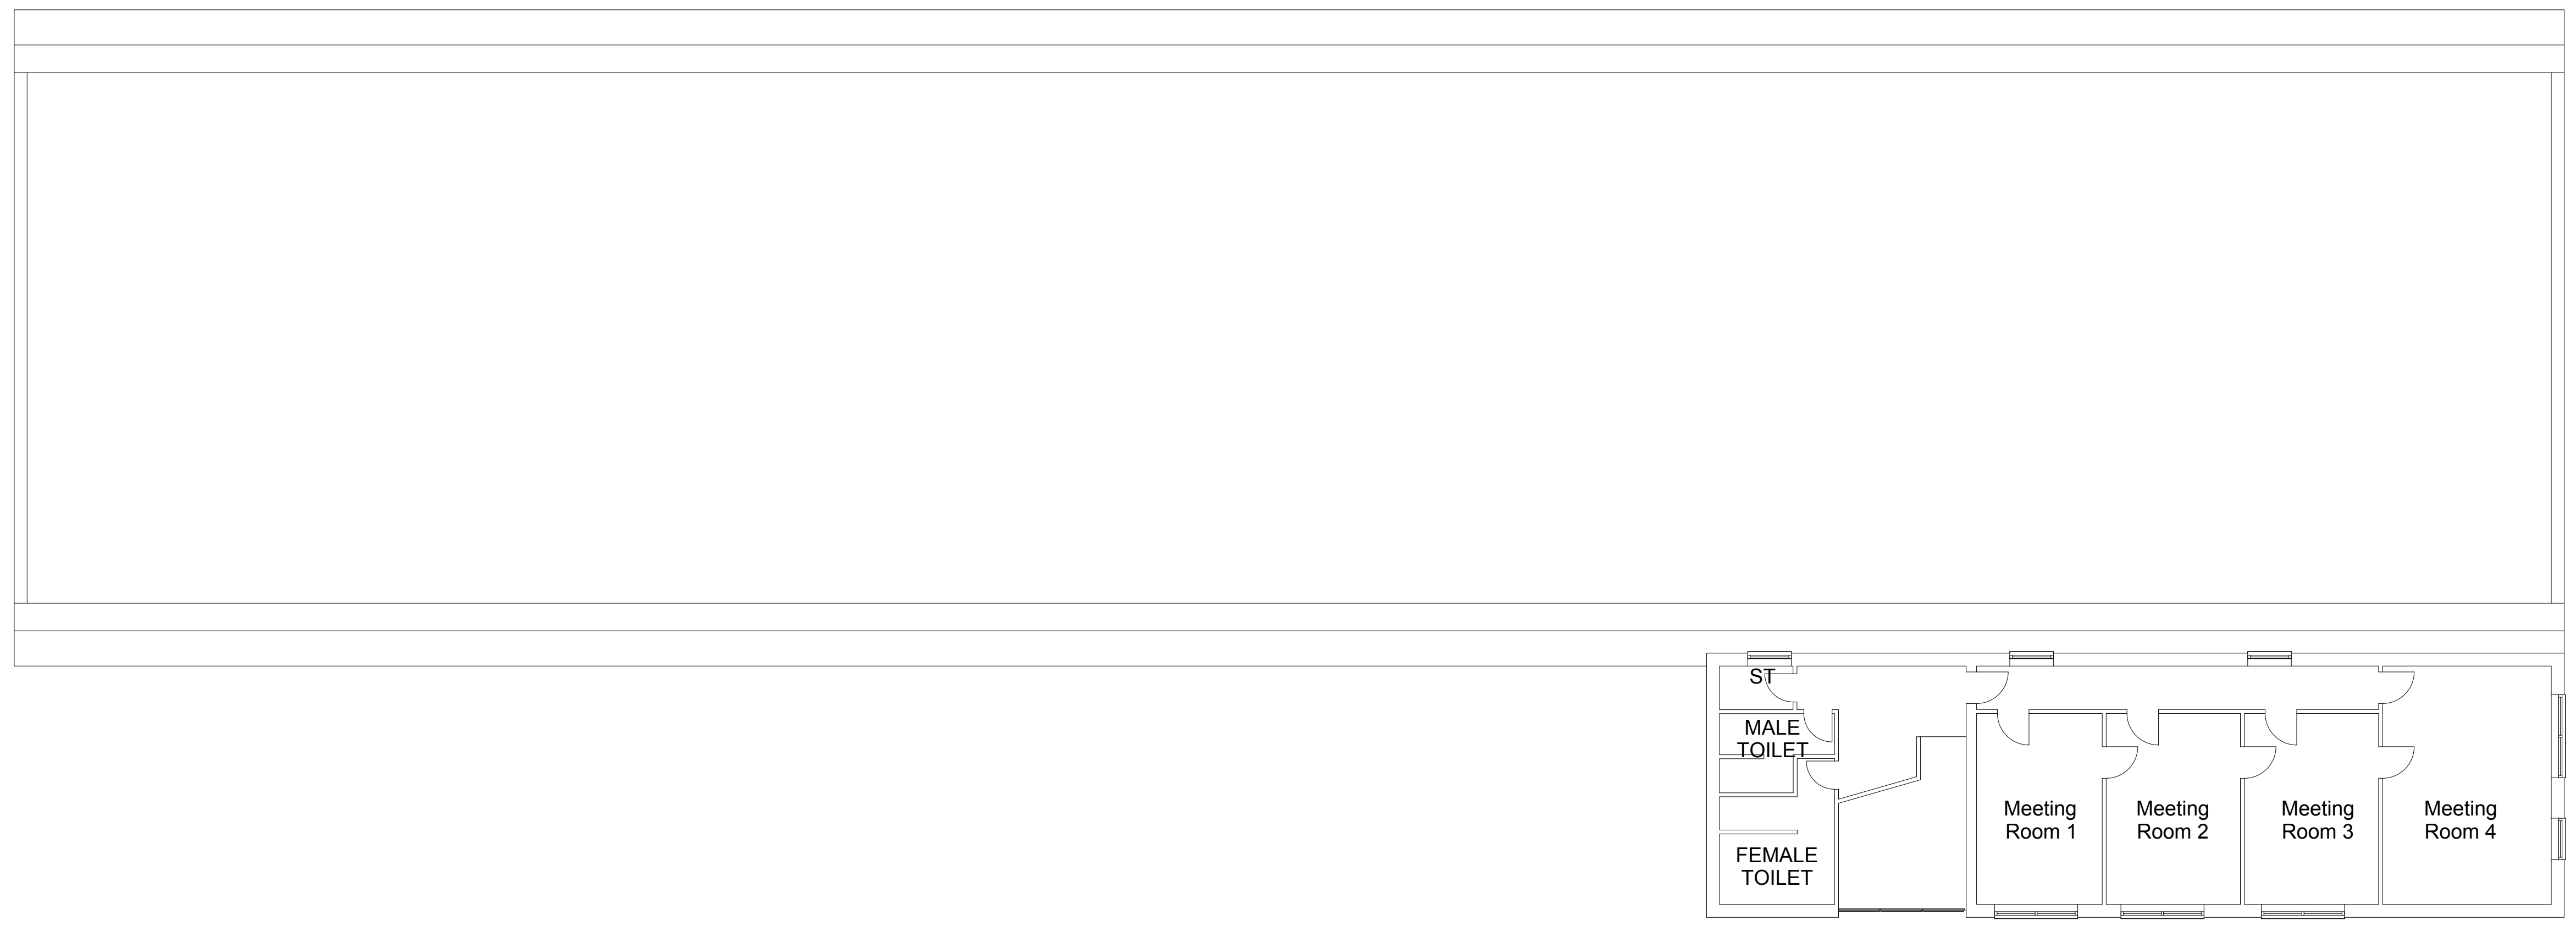 ST
MALE
TOILET
FEMALE
TOILET
Meeting
Room 1
Meeting
Room 2
Meeting
Room 3
Meeting
Room 4